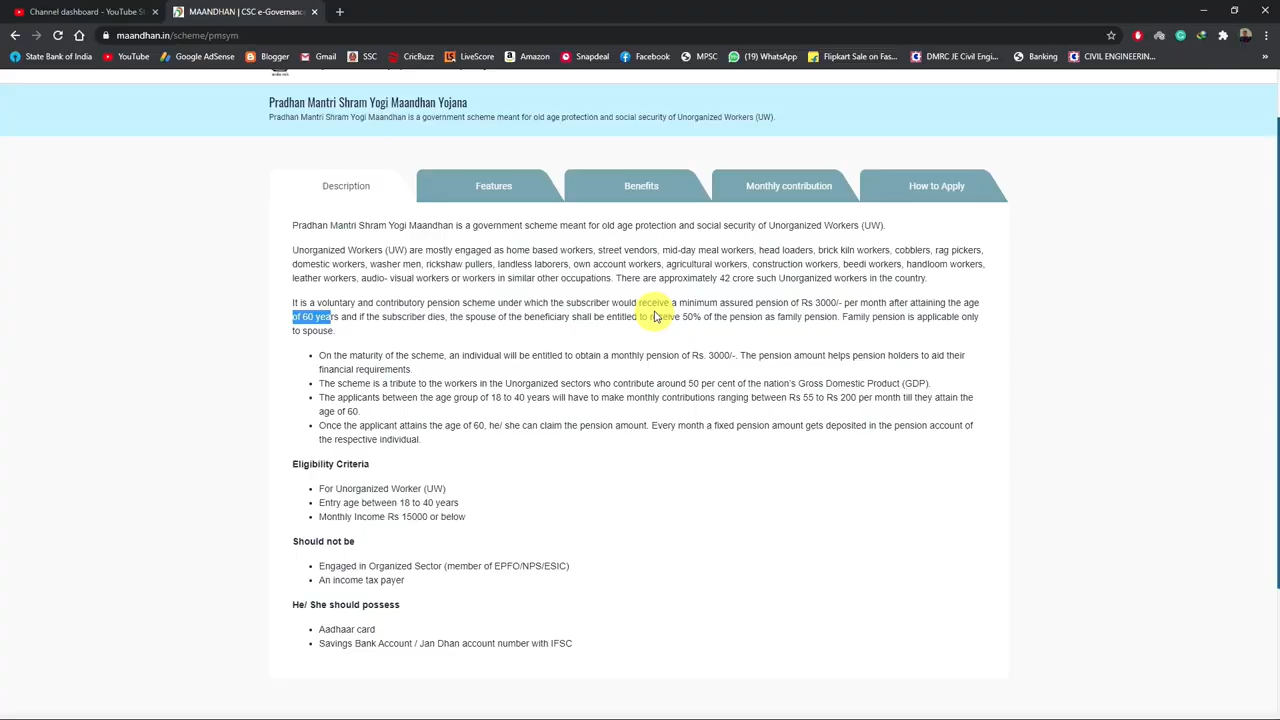 Channel dashboard - YouTube St
MAANDHAN | CSC e-Governance
maandhan.in/scheme/pmsym
State Bank of India YouTube Google AdSense Blogger Gmail SSC CricBuzz LiveScore Amazon Snapdeal Facebook MPSC (19) WhatsApp Flipkart Sale on Fas... DMRC JE Civil Engi... Banking CIVIL ENGINEERIN... »
Pradhan Mantri Shram Yogi Maandhan Yojana
Pradhan Mantri Shram Yogi Maandhan is a government scheme meant for old age protection and social security of Unorganized Workers (UW).
Description Features Benefits Monthly contribution How to Apply
Pradhan Mantri Shram Yogi Maandhan is a government scheme meant for old age protection and social security of Unorganized Workers (UW).
Unorganized Workers (UW) are mostly engaged as home based workers, street vendors, mid-day meal workers, head loaders, brick kiln workers, cobblers, rag pickers,
domestic workers, washer men, rickshaw pullers, landless laborers, own account workers, agricultural workers, construction workers, beedi workers, handloom workers,
leather workers, audio- visual workers or workers in similar other occupations. There are approximately 42 crore such Unorganized workers in the country.
It is a voluntary and contributory pension scheme under which the subscriber would receive a minimum assured pension of Rs 3000/- per month after attaining the age
of 60 years and if the subscriber dies, the spouse of the beneficiary shall be entitled to receive 50% of the pension as family pension. Family pension is applicable only
to spouse.
• On the maturity of the scheme, an individual will be entitled to obtain a monthly pension of Rs. 3000/-. The pension amount helps pension holders to aid their
financial requirements.
• The scheme is a tribute to the workers in the Unorganized sectors who contribute around 50 per cent of the nation's Gross Domestic Product (GDP).
• The applicants between the age group of 18 to 40 years will have to make monthly contributions ranging between Rs 55 to Rs 200 per month till they attain the
age of 60.
• Once the applicant attains the age of 60, he/ she can claim the pension amount. Every month a fixed pension amount gets deposited in the pension account of
the respective individual.
Eligibility Criteria
• For Unorganized Worker (UW)
• Entry age between 18 to 40 years
• Monthly Income Rs 15000 or below
Should not be
• Engaged in Organized Sector (member of EPFO/NPS/ESIC)
• An income tax payer
He/ She should possess
• Aadhaar card
• Savings Bank Account / Jan Dhan account number with IFSC